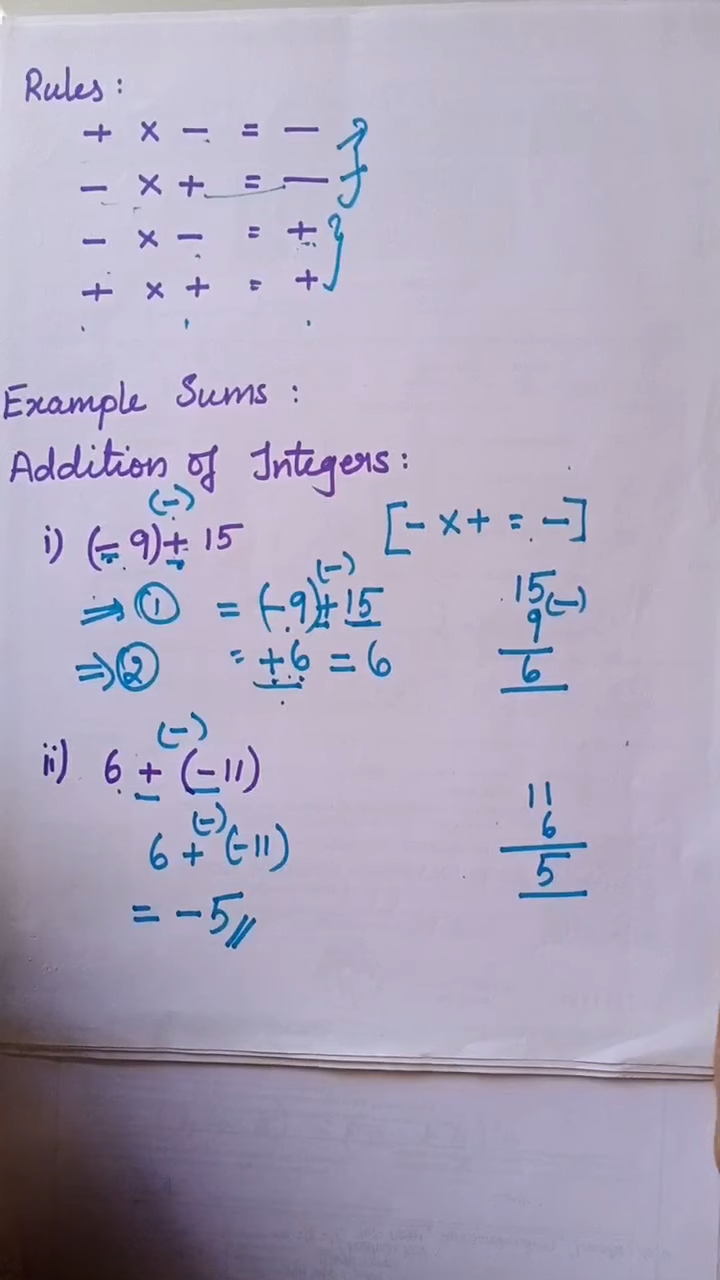 Rules :
+ × - = -
- × + = -
- × - = +
+ × + = +
Example Sums :
Addition of Integers :
(-)
i) (- 9) + 15 [- × + = -]
(-)
⇒ ① = (-9) + 15
15 (-)
9
6
⇒ ② = +6 = 6
(-)
ii) 6 + (-11)
(-)
6 + (-11)
11
6
5
= -5 //